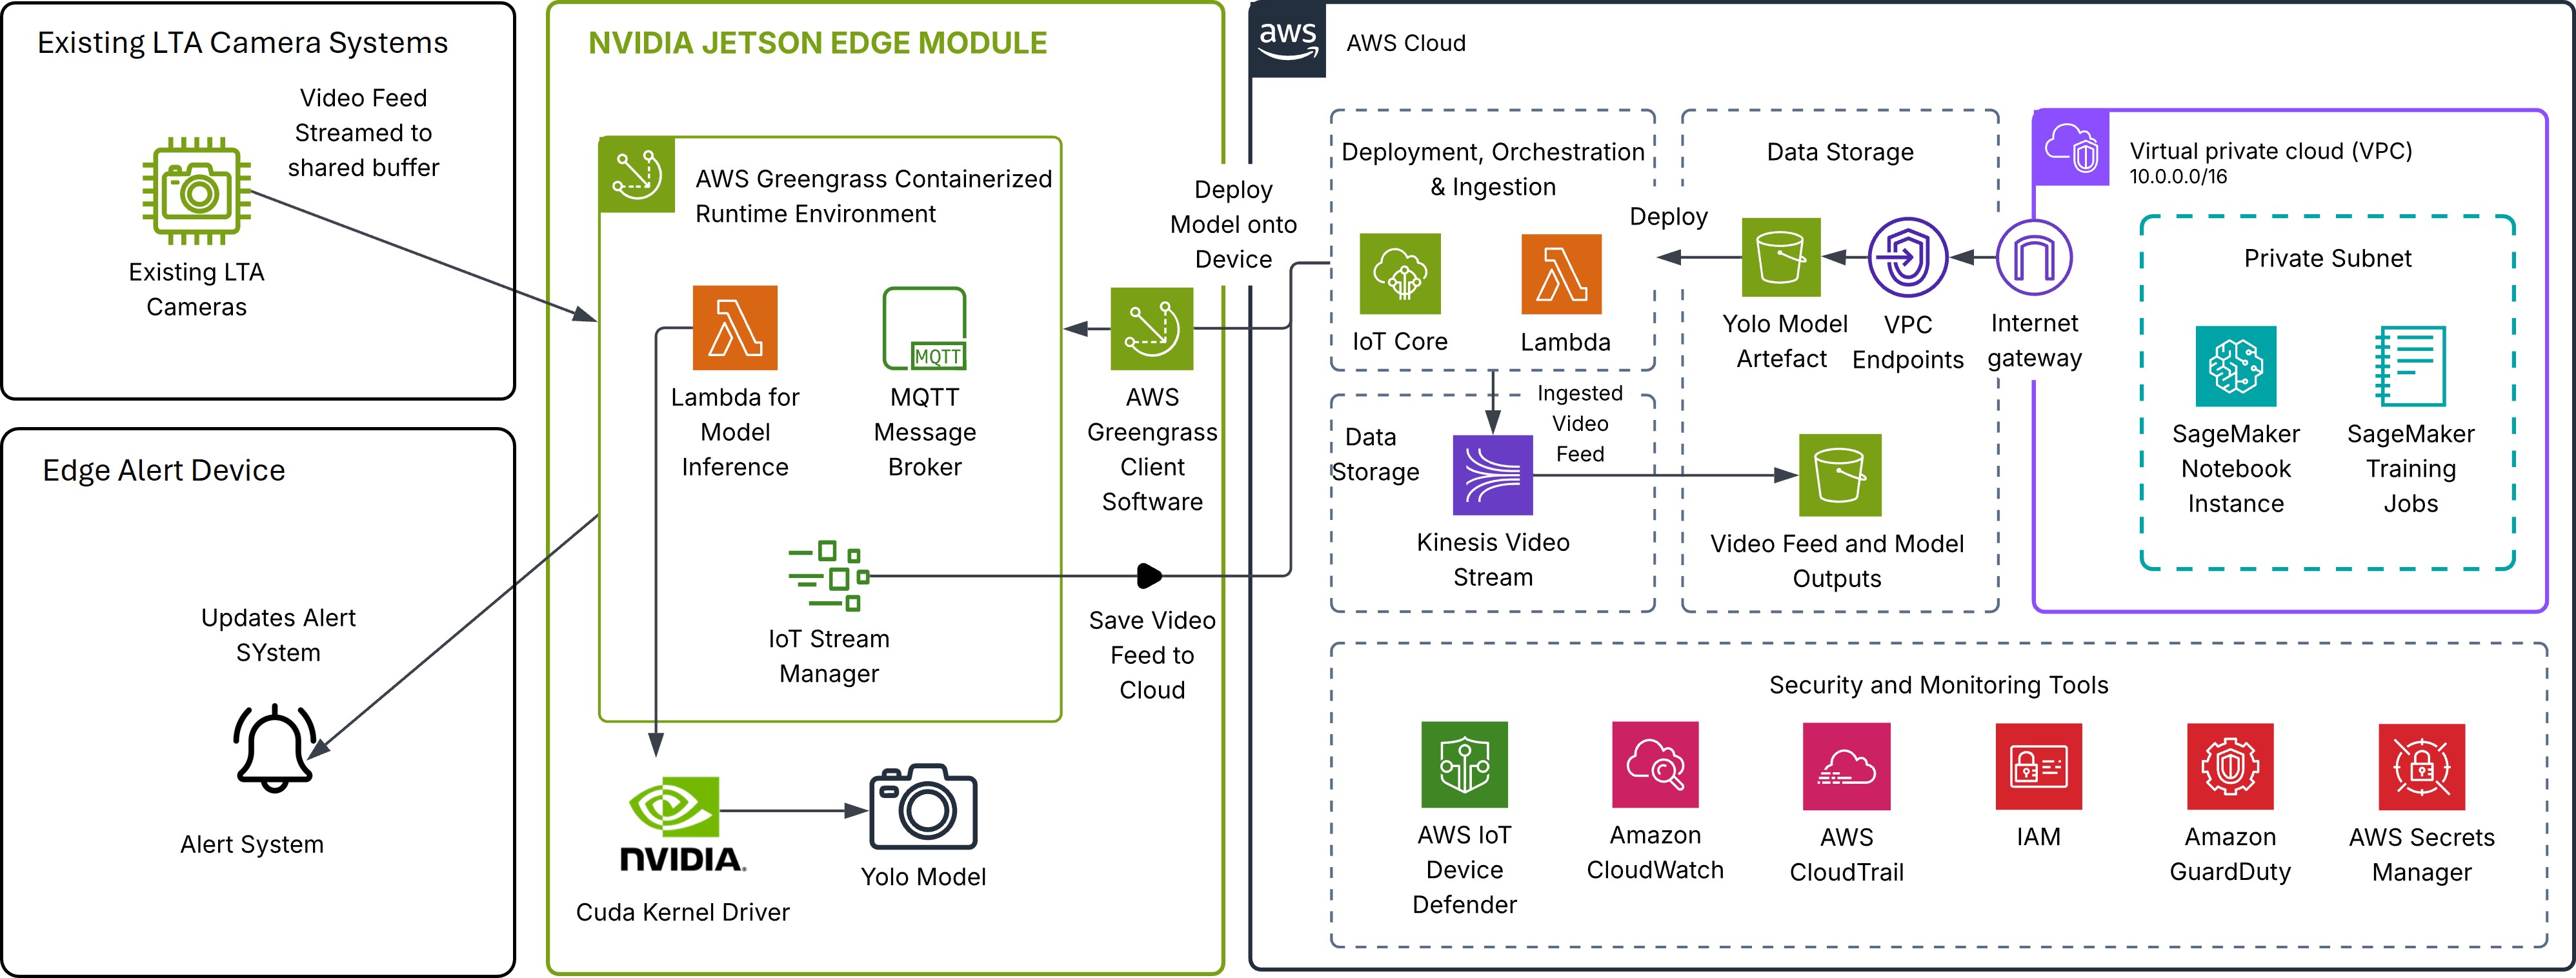 Existing LTA Camera Systems
Video Feed
Streamed to
shared buffer
Existing LTA
Cameras
Edge Alert Device
Updates Alert
SYstem
Alert System
NVIDIA JETSON EDGE MODULE
AWS Greengrass Containerized
Runtime Environment
Lambda for
Model
Inference
MQTT
MQTT
Message
Broker
AWS
Greengrass
Client
Software
IoT Stream
Manager
Save Video
Feed to
Cloud
NVIDIA.
Cuda Kernel Driver
Yolo Model
Deploy
Model onto
Device
aws
AWS Cloud
Deployment, Orchestration
& Ingestion
IoT Core
Lambda
Deploy
Data
Storage
Ingested
Video
Feed
Kinesis Video
Stream
Data Storage
Yolo Model
Artefact
VPC
Endpoints
Internet
gateway
Video Feed and Model
Outputs
Virtual private cloud (VPC)
10.0.0.0/16
Private Subnet
SageMaker
Notebook
Instance
SageMaker
Training
Jobs
Security and Monitoring Tools
AWS IoT
Device
Defender
Amazon
CloudWatch
AWS
CloudTrail
IAM
Amazon
GuardDuty
AWS Secrets
Manager